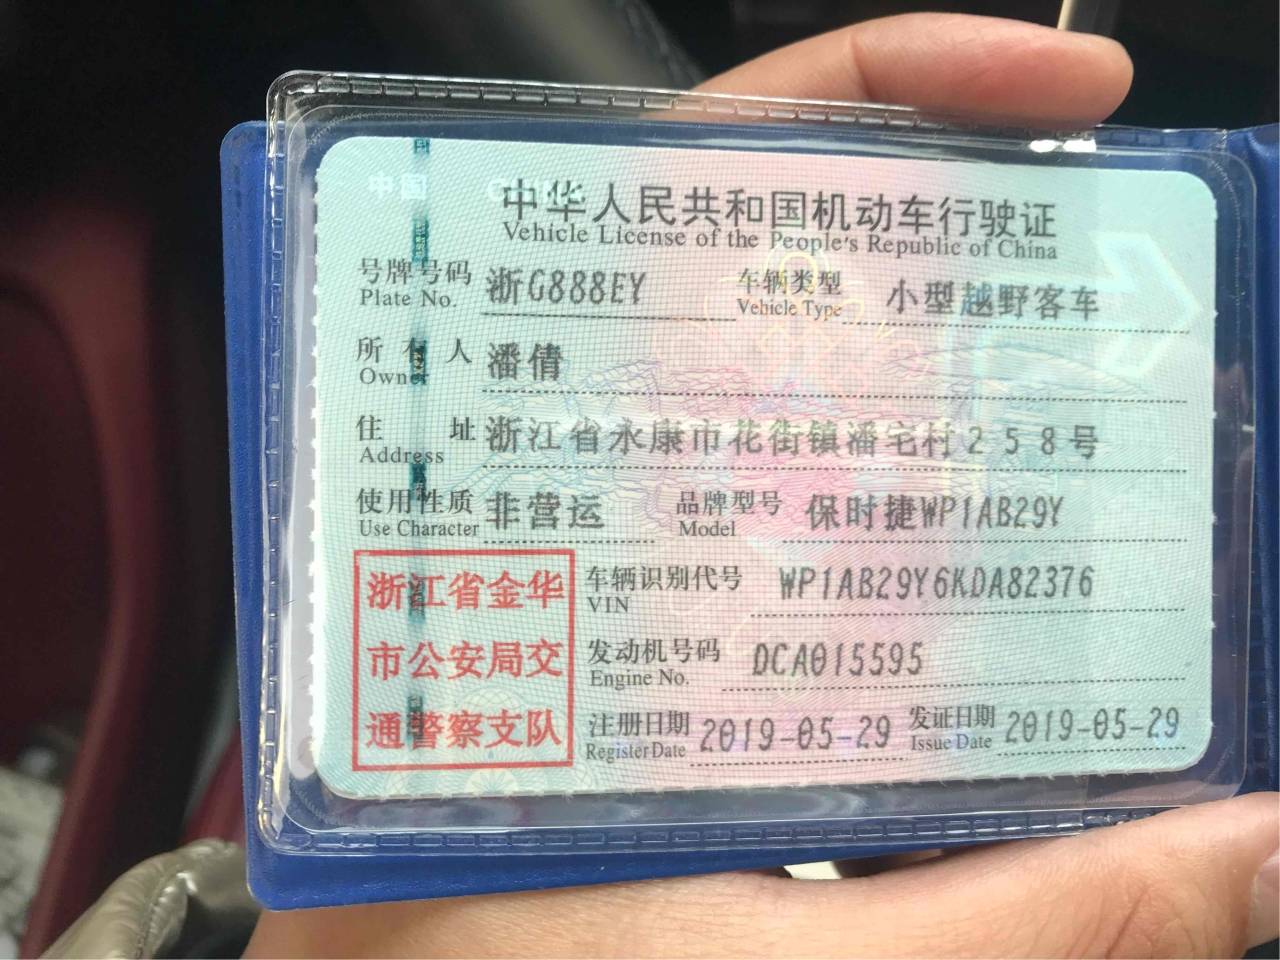 中国
中华人民共和国机动车行驶证
Vehicle License of the People's Republic of China
号牌号码 浙G888EY 车辆类型 小型越野客车
Plate No. Vehicle Type
所有人 潘倩
Owner
住址 浙江省永康市花街镇潘宅村258号
Address
使用性质 非营运 品牌型号 保时捷WP1AB29Y
Use Character Model
浙江省金华
市公安局交
通警察支队
车辆识别代号 WP1AB29Y6KDA82376
VIN
发动机号码 DCA015595
Engine No.
注册日期 2019-05-29 发证日期 2019-05-29
Register Date Issue Date